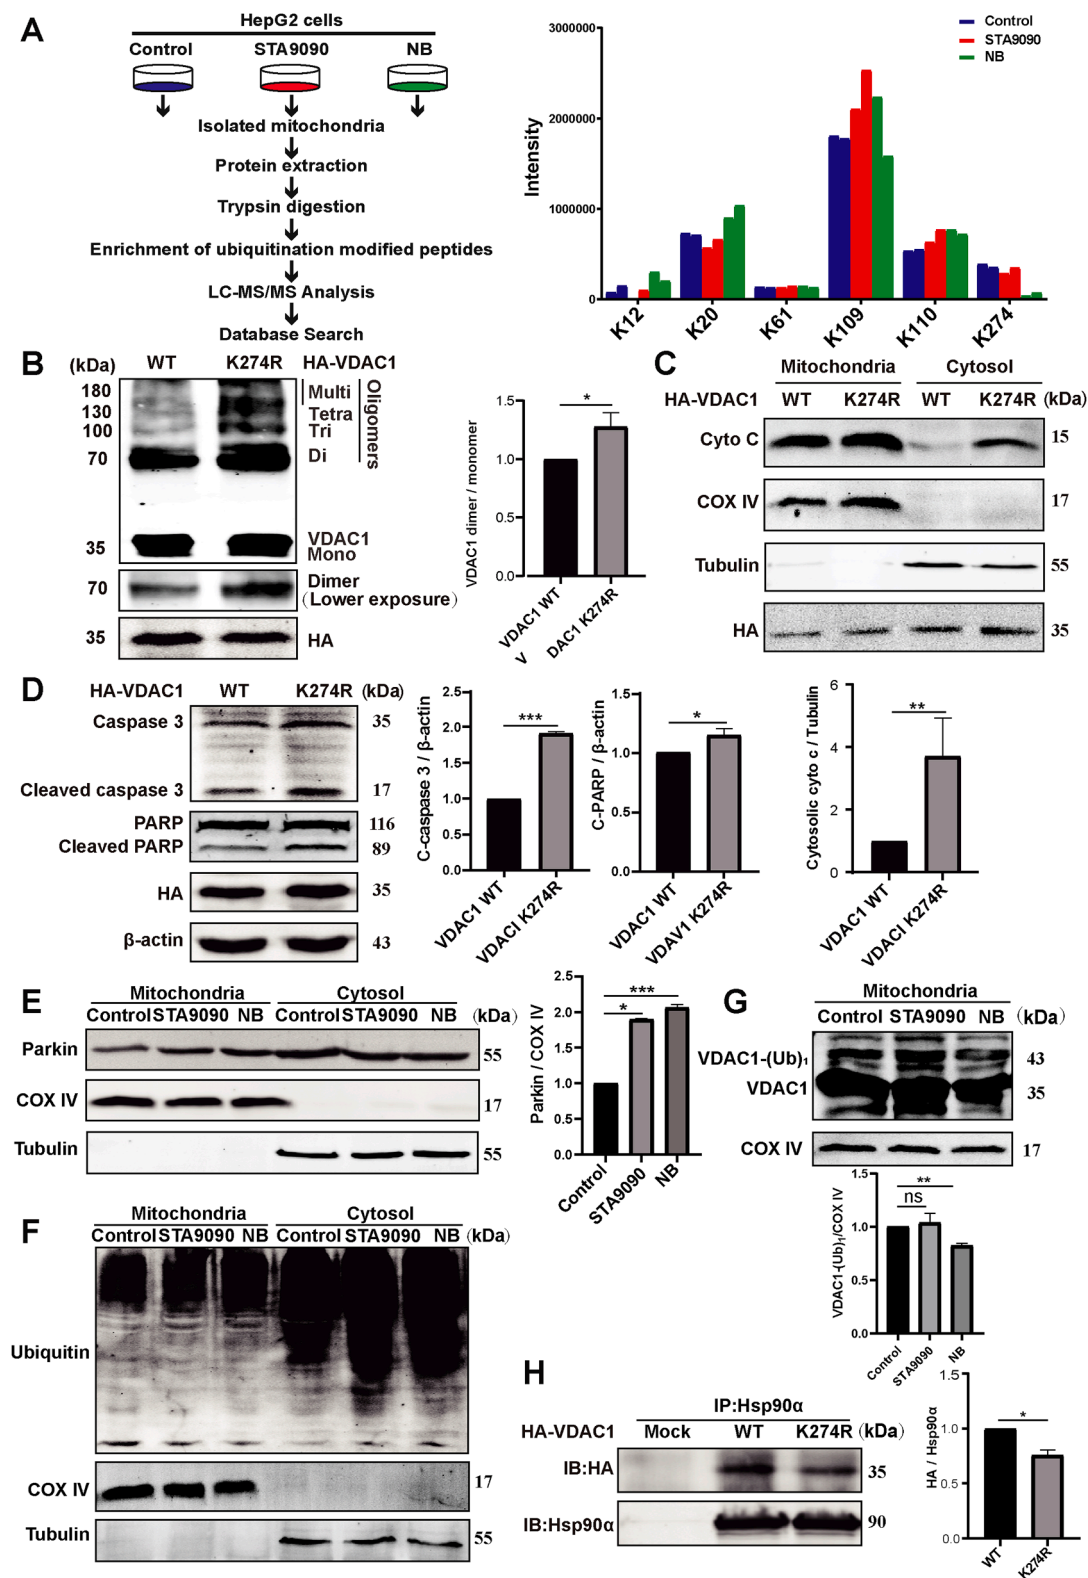 A
HepG2 cells
Control STA9090 NB
Isolated mitochondria
Protein extraction
Trypsin digestion
Enrichment of ubiquitination modified peptides
LC-MS/MS Analysis
Database Search
Intensity
3000000
2000000
1000000
0
K12 K20 K61 K109 K110 K274
Control
STA9090
NB
B
(kDa) WT K274R HA-VDAC1
180
130
100
70
35
70
35
Multi
Tetra
Tri
Di
Oligomers
VDAC1
Mono
Dimer
(Lower exposure)
HA
VDAC1 dimer / monomer
1.5
1.0
0.5
0.0
*
VDAC1 WT
V DAC1 K274R
C
Mitochondria Cytosol
HA-VDAC1 WT K274R WT K274R (kDa)
Cyto C 15
COX IV 17
Tubulin 55
HA 35
D
HA-VDAC1 WT K274R (kDa)
Caspase 3 35
Cleaved caspase 3 17
PARP 116
Cleaved PARP 89
HA 35
β-actin 43
C-caspase 3 / β-actin
2.5
2.0
1.5
1.0
0.5
0.0
***
VDAC1 WT
VDACI K274R
C-PARP / β-actin
1.5
1.0
0.5
0.0
*
VDAC1 WT
VDAV1 K274R
Cytosolic cyto c / Tubulin
6
4
2
0
**
VDAC1 WT
VDACI K274R
E
Mitochondria Cytosol
Control STA9090 NB Control STA9090 NB (kDa)
Parkin 55
COX IV 17
Tubulin 55
Parkin / COX IV
2.5
2.0
1.5
1.0
0.5
0.0
***
*
Control
STA9090
NB
G
Mitochondria
Control STA9090 NB (kDa)
VDAC1-(Ub)₁ 43
VDAC1 35
COX IV 17
VDAC1-(Ub)₁/COX IV
1.5
1.0
0.5
0.0
**
ns
Control
STA9090
NB
F
Mitochondria Cytosol
Control STA9090 NB Control STA9090 NB (kDa)
Ubiquitin
COX IV 17
Tubulin 55
H
IP:Hsp90α
HA-VDAC1 Mock WT K274R (kDa)
IB:HA 35
IB:Hsp90α 90
HA / Hsp90α
1.5
1.0
0.5
0.0
*
WT
K274R